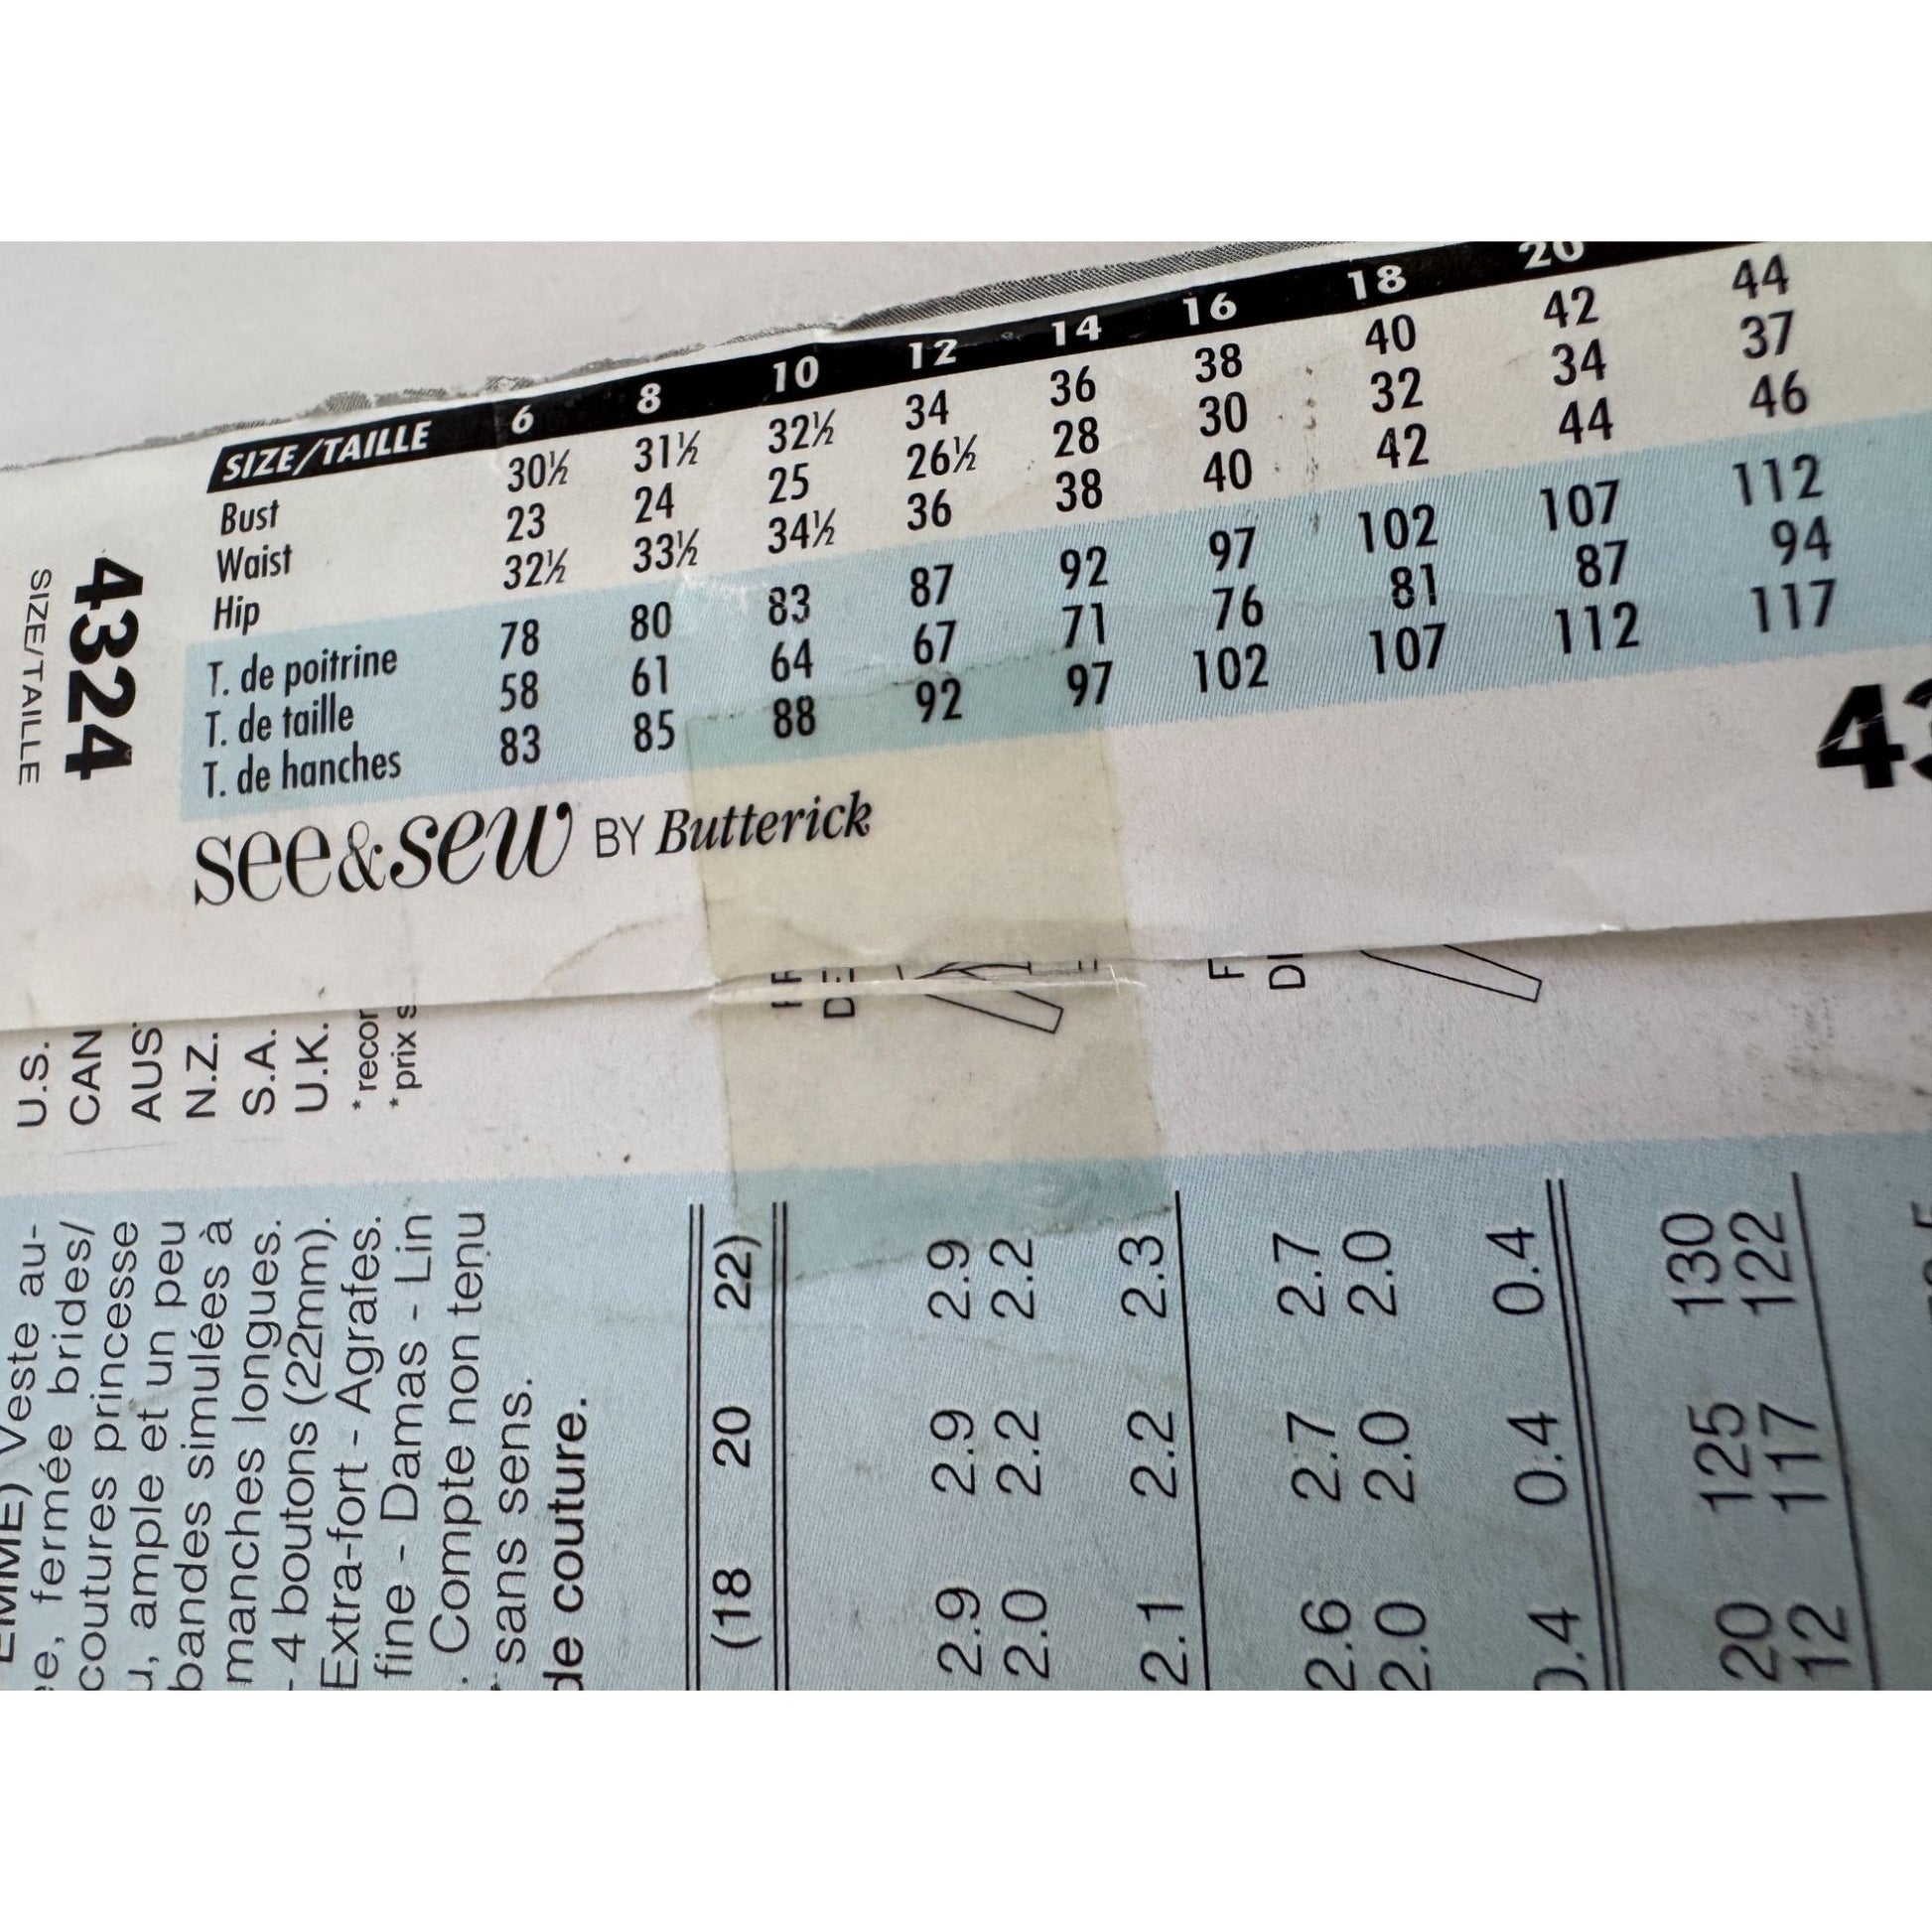 SIZE/TAILLE 6 8 10 12 14 16 18 20
Bust 30½ 31½ 32½ 34 36 38 40 42 44
Waist 23 24 25 26½ 28 30 32 34 37
Hip 32½ 33½ 34½ 36 38 40 42 44 46
T. de poitrine 78 80 83 87 92 97 102 107 112
T. de taille 58 61 64 67 71 76 81 87 94
T. de hanches 83 85 88 92 97 102 107 112 117
see&sew BY Butterick
4324
SIZE/TAILLE
43
U.S.
CAN
AUS
N.Z.
S.A.
U.K.
*recor
*prix s
F
DI
EMME) Veste au-
ée, fermée brides/
coutures princesse
u, ample et un peu
bandes simulées à
manches longues.
- 4 boutons (22mm).
Extra-fort - Agrafes.
fine - Damas - Lin
. Compte non tenu
sans sens.
de couture.
(18 20 22)
2.9 2.9 2.9
2.0 2.2 2.2
2.1 2.2 2.3
2.6 2.7 2.7
2.0 2.0 2.0
0.4 0.4 0.4
20 125 130
12 117 122